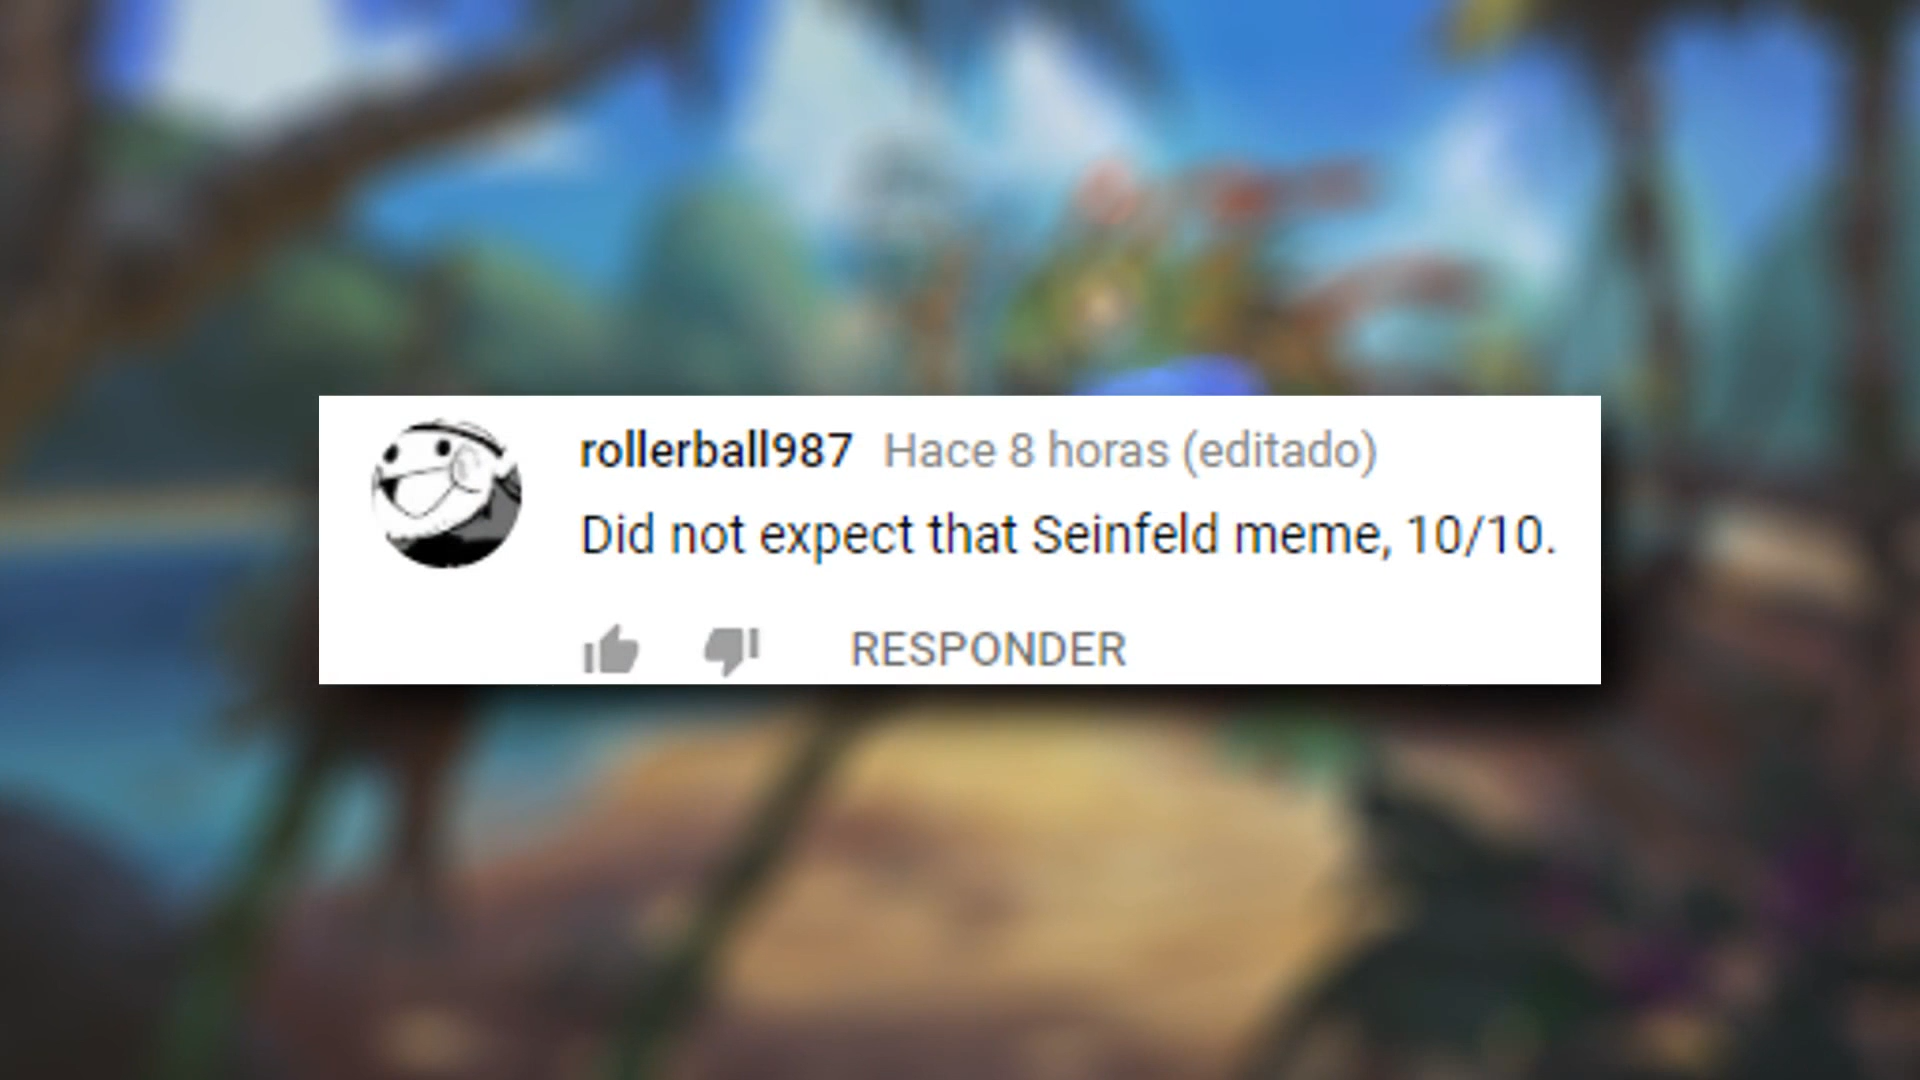 rollerball987 Hace 8 horas (editado)
Did not expect that Seinfeld meme, 10/10.
RESPONDER